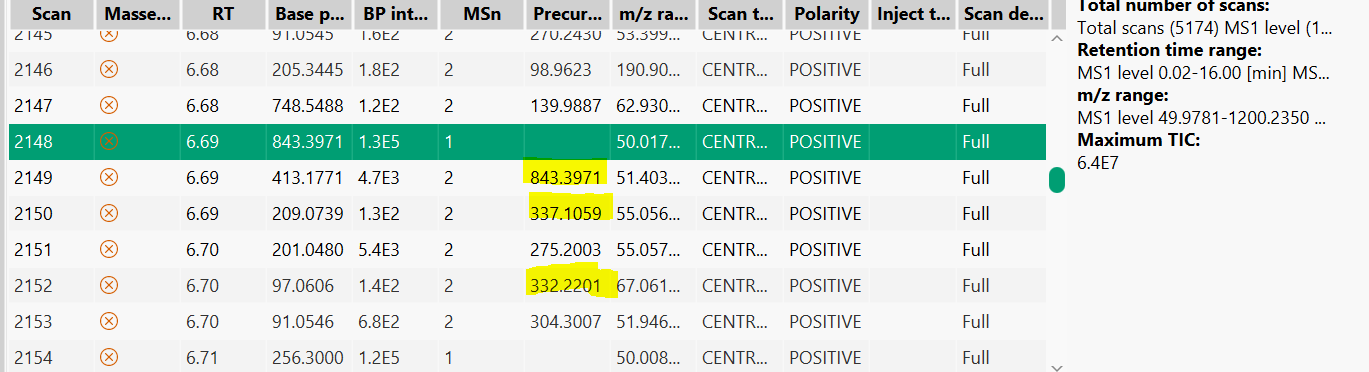 Scan Masse... RT Base p... BP int... MSn Precur... m/z ra... Scan t... Polarity Inject t... Scan de...
2145 6.68 91.0545 1.6E2 2 270.2430 53.399... CENTR... POSITIVE Full
2146 6.68 205.3445 1.8E2 2 98.9623 190.90... CENTR... POSITIVE Full
2147 6.68 748.5488 1.2E2 2 139.9887 62.930... CENTR... POSITIVE Full
2148 6.69 843.3971 1.3E5 1 50.017... CENTR... POSITIVE Full
2149 6.69 413.1771 4.7E3 2 843.3971 51.403... CENTR... POSITIVE Full
2150 6.69 209.0739 1.3E2 2 337.1059 55.056... CENTR... POSITIVE Full
2151 6.70 201.0480 5.4E3 2 275.2003 55.057... CENTR... POSITIVE Full
2152 6.70 97.0606 1.4E2 2 332.2201 67.061... CENTR... POSITIVE Full
2153 6.70 91.0546 6.8E2 2 304.3007 51.946... CENTR... POSITIVE Full
2154 6.71 256.3000 1.2E5 1 50.008... CENTR... POSITIVE Full
Total number of scans:
Total scans (5174) MS1 level (1...
Retention time range:
MS1 level 0.02-16.00 [min] MS...
m/z range:
MS1 level 49.9781-1200.2350 ...
Maximum TIC:
6.4E7